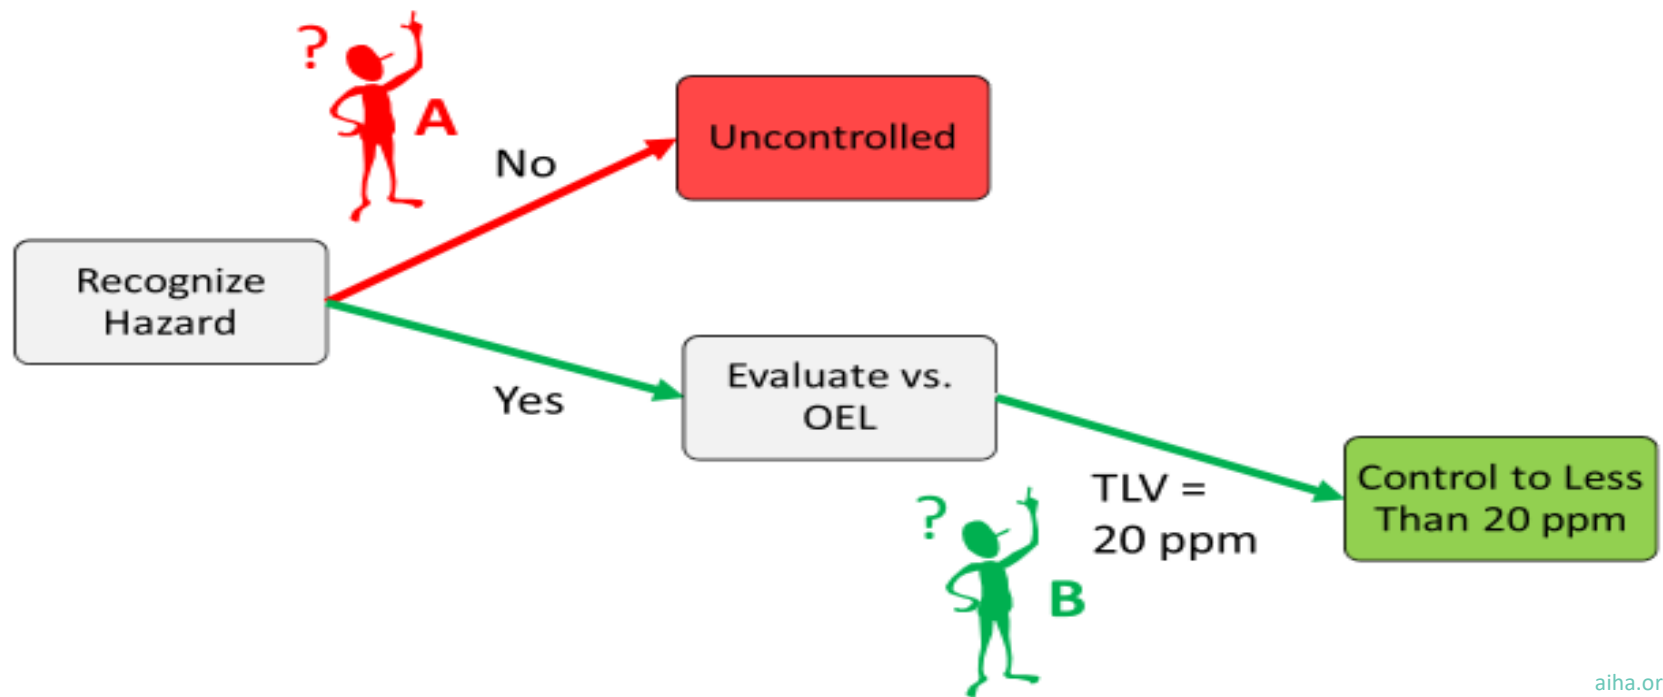 ?
A
No
Uncontrolled
Recognize
Hazard
Yes
Evaluate vs.
OEL
?
B
TLV =
20 ppm
Control to Less
Than 20 ppm
aiha.or